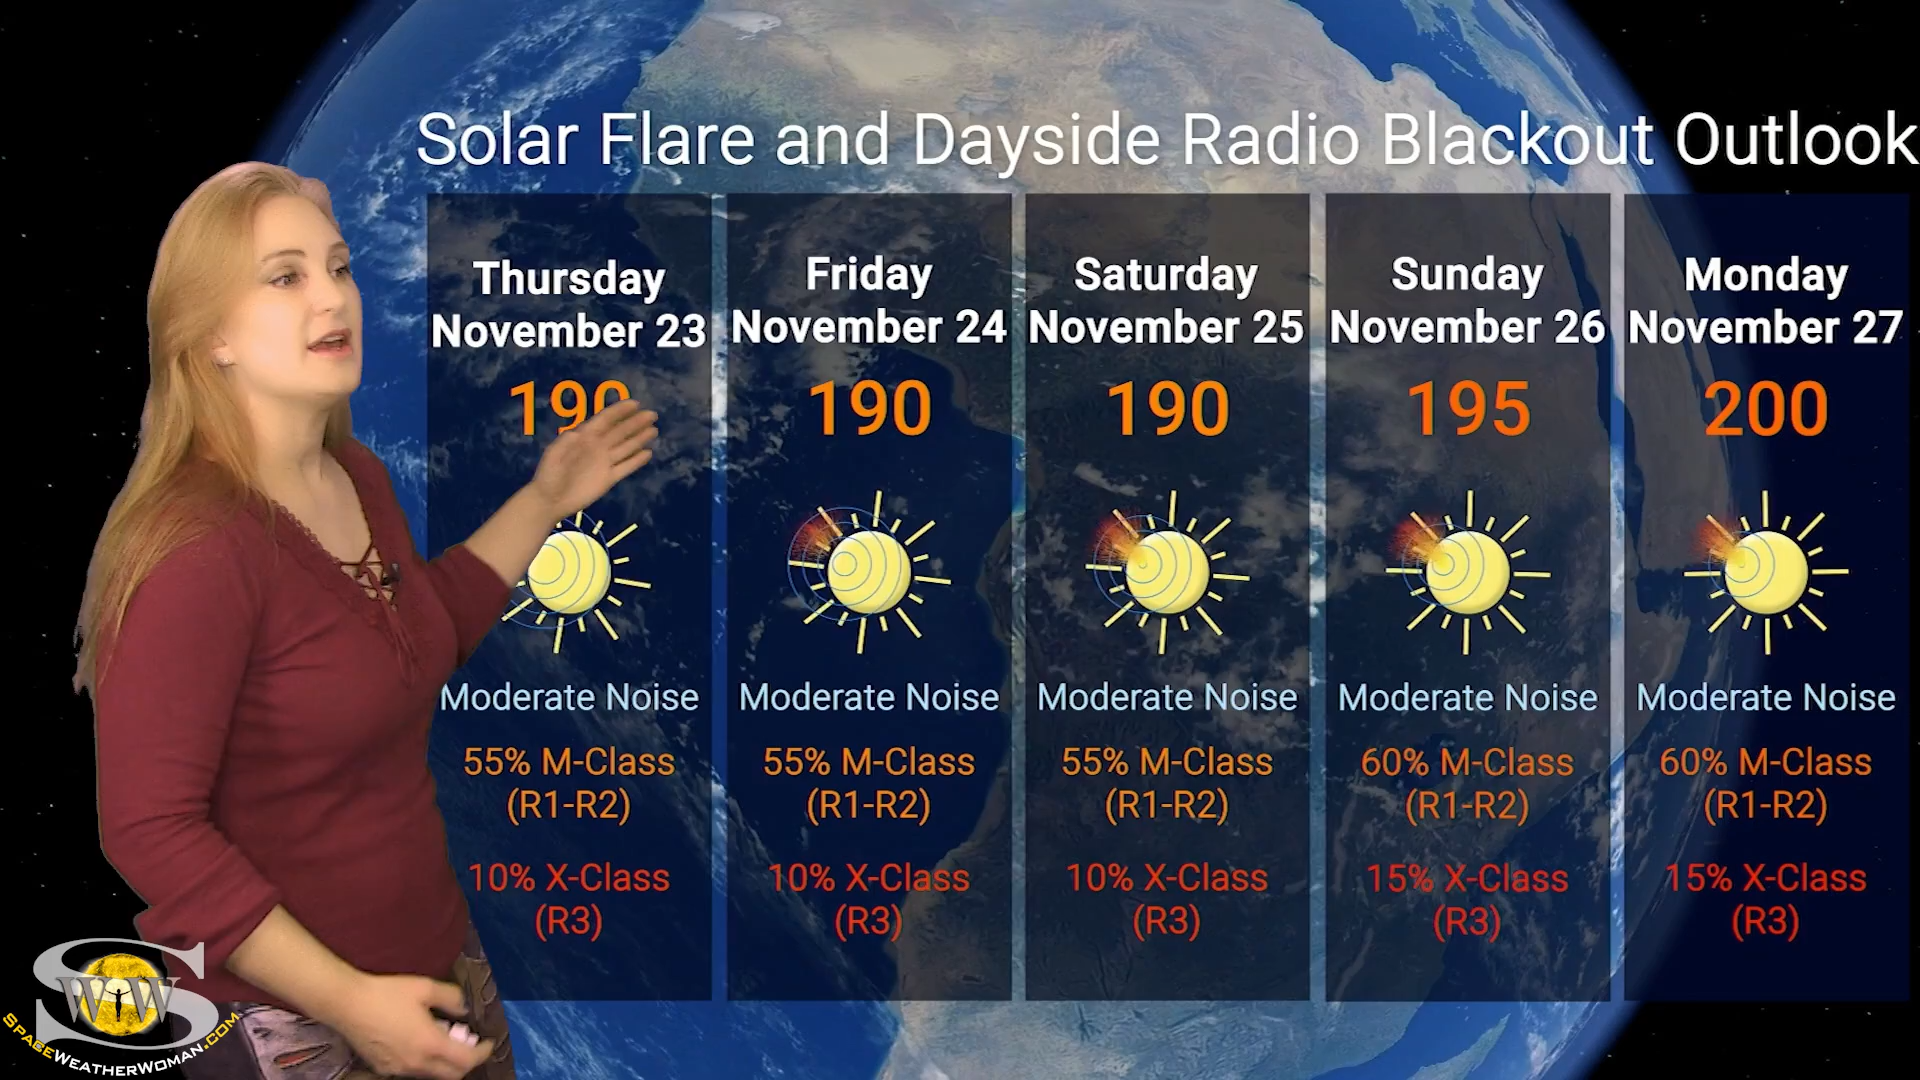 Solar Flare and Dayside Radio Blackout Outlook
Thursday
November 23
190
Moderate Noise
55% M-Class
(R1-R2)
10% X-Class
(R3)
Friday
November 24
190
Moderate Noise
55% M-Class
(R1-R2)
10% X-Class
(R3)
Saturday
November 25
190
Moderate Noise
55% M-Class
(R1-R2)
10% X-Class
(R3)
Sunday
November 26
195
Moderate Noise
60% M-Class
(R1-R2)
15% X-Class
(R3)
Monday
November 27
200
Moderate Noise
60% M-Class
(R1-R2)
15% X-Class
(R3)
SWW
SPACEWEATHERWOMAN.COM